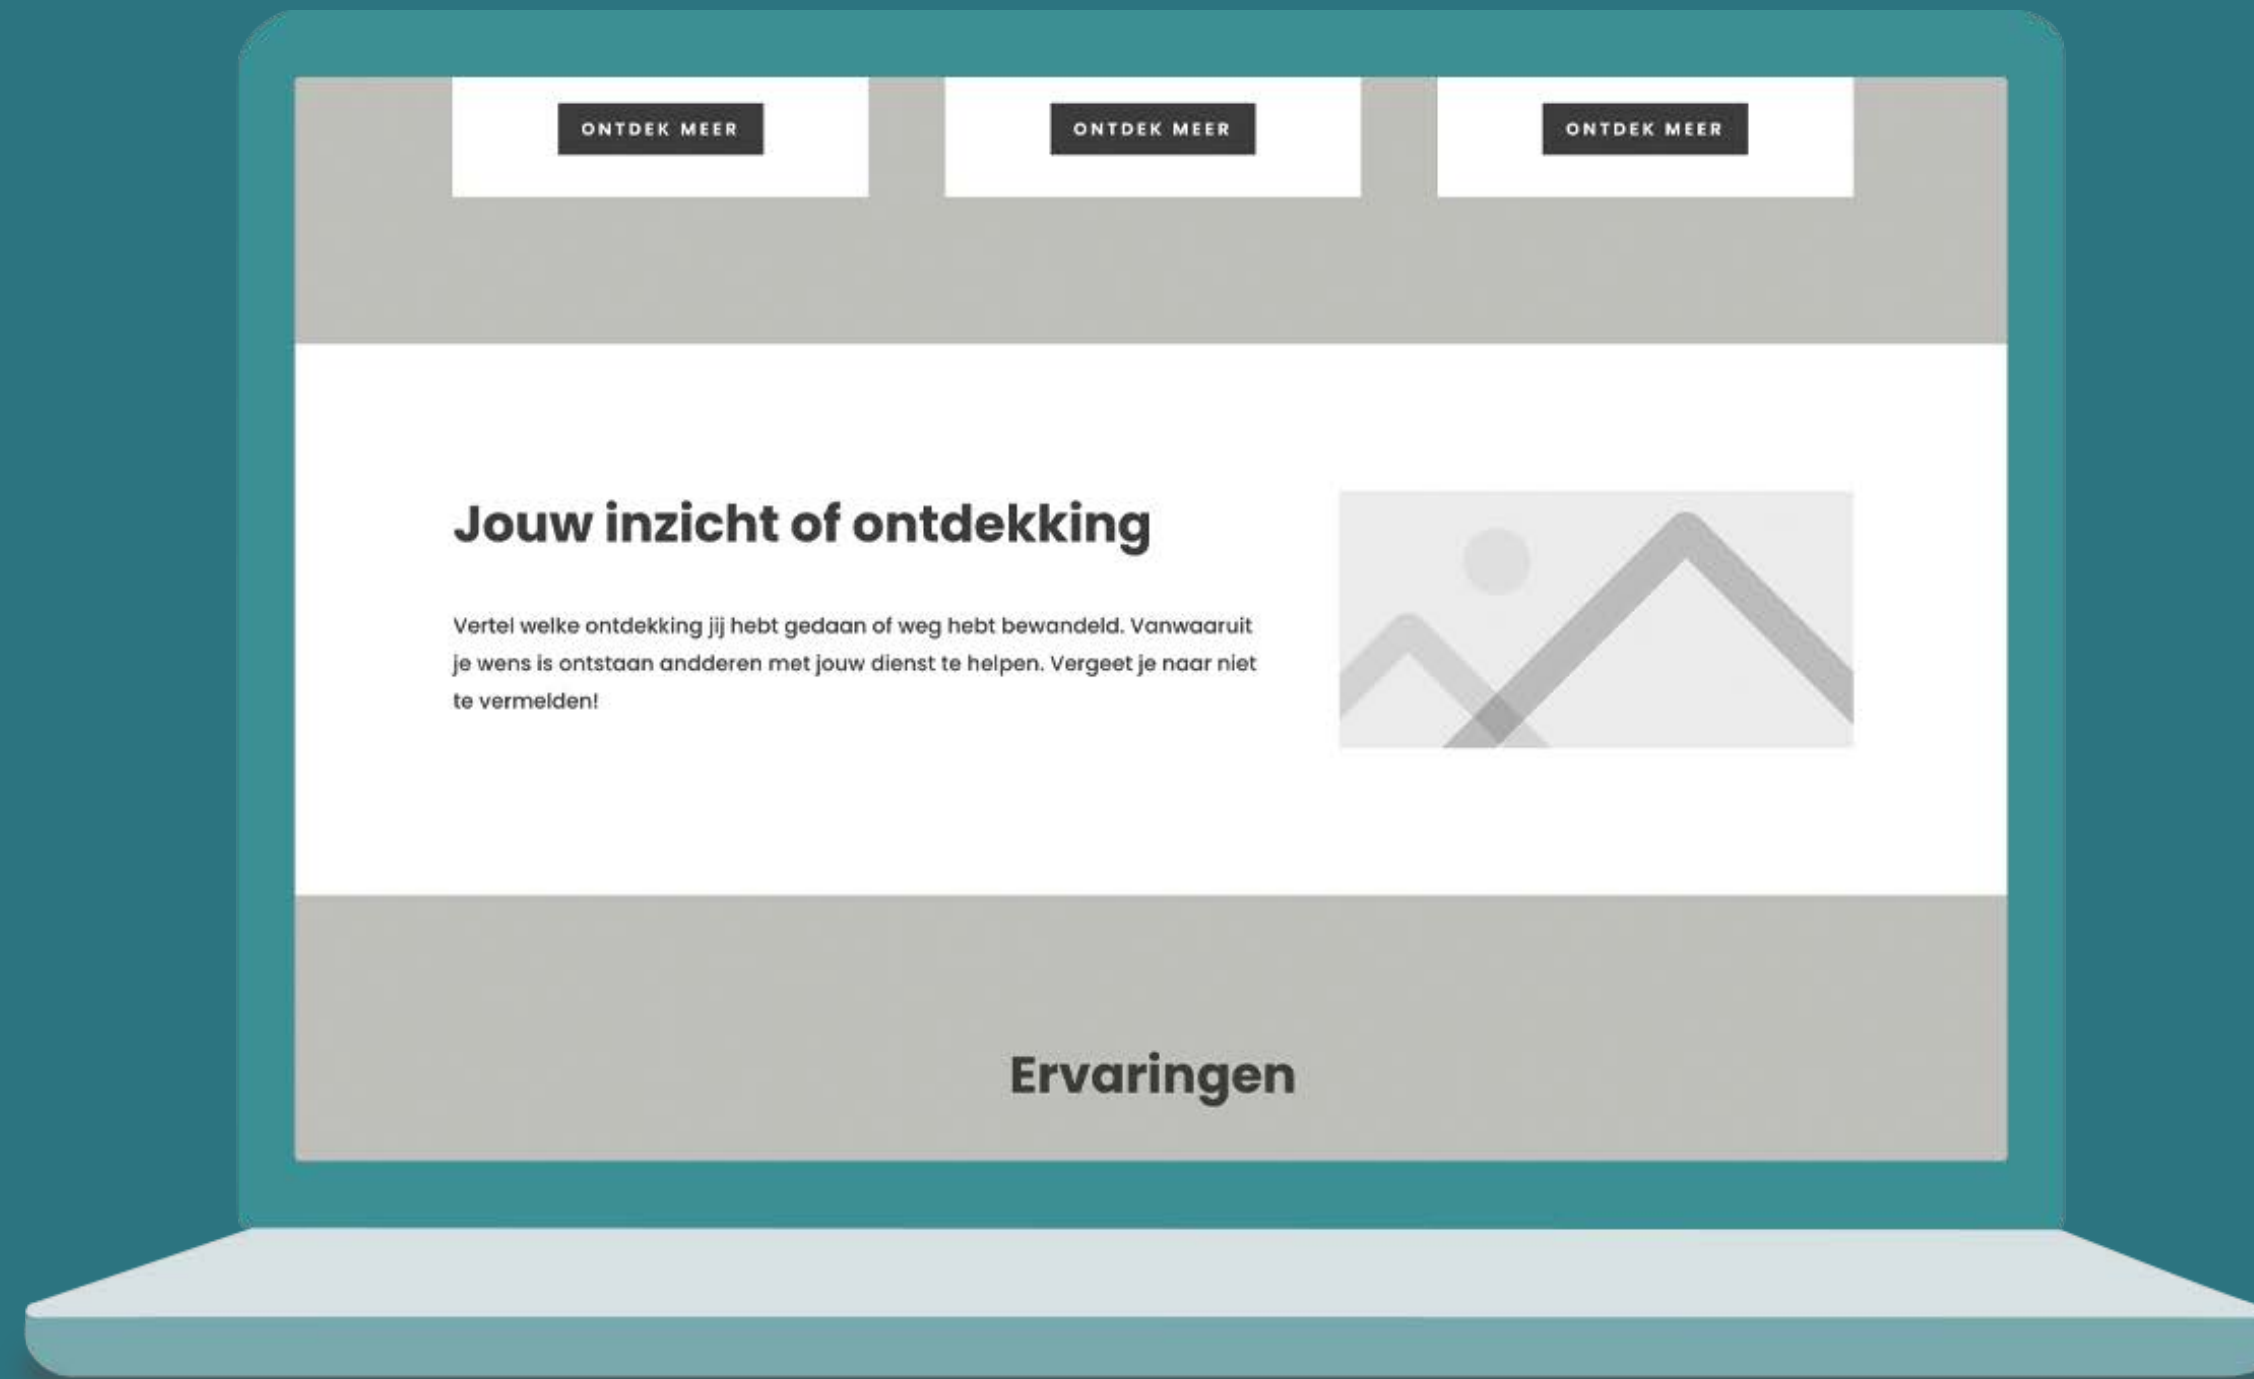 ONTDEK MEER
ONTDEK MEER
ONTDEK MEER
Jouw inzicht of ontdekking
Vertel welke ontdekking jij hebt gedaan of weg hebt bewandeld. Vanwaaruit
je wens is ontstaan andderen met jouw dienst te helpen. Vergeet je naar niet
te vermelden!
Ervaringen